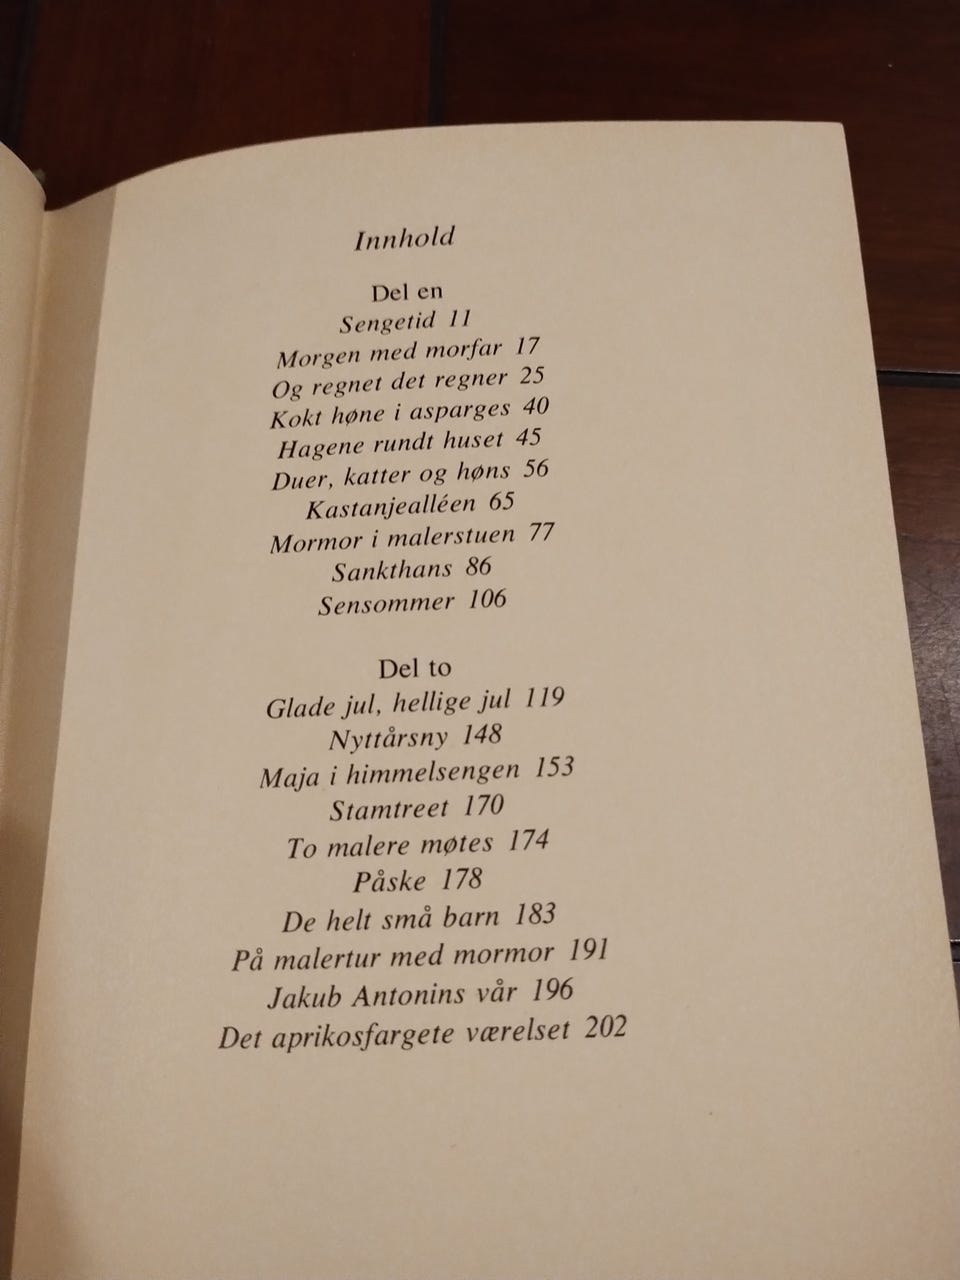 Innhold
Del en
Sengetid 11
Morgen med morfar 17
Og regnet det regner 25
Kokt høne i asparges 40
Hagene rundt huset 45
Duer, katter og høns 56
Kastanjealléen 65
Mormor i malerstuen 77
Sankthans 86
Sensommer 106
Del to
Glade jul, hellige jul 119
Nyttårsny 148
Maja i himmelsengen 153
Stamtreet 170
To malere møtes 174
Påske 178
De helt små barn 183
På malertur med mormor 191
Jakub Antonins vår 196
Det aprikosfargete værelset 202